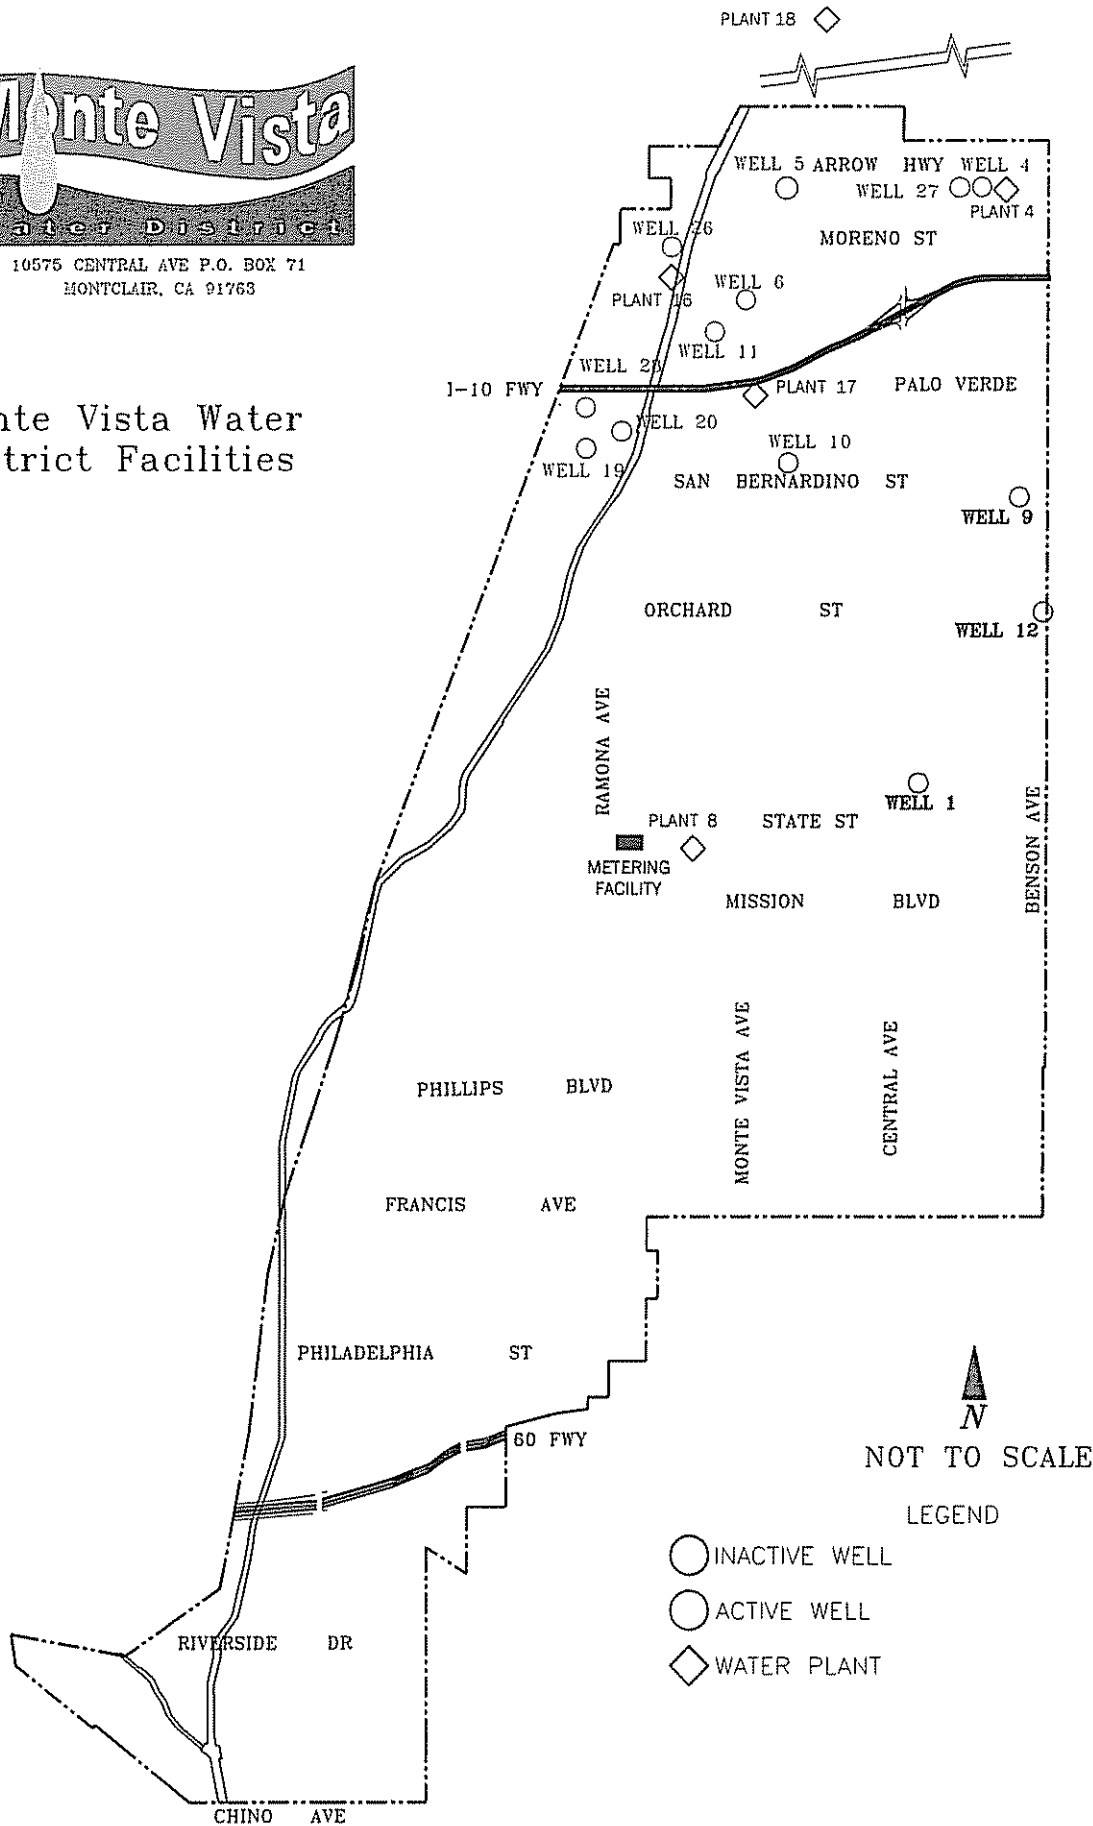 PLANT 18
Monte Vista
Water District
10575 CENTRAL AVE P.O. BOX 71
MONTCLAIR, CA 91763
nte Vista Water
trict Facilities
WELL 5 ARROW HWY WELL 4
WELL 27
PLANT 4
WELL 26
MORENO ST
PLANT 16
WELL 6
WELL 11
WELL 28
I-10 FWY
PLANT 17
PALO VERDE
WELL 20
WELL 19
WELL 10
SAN BERNARDINO ST
WELL 9
ORCHARD ST
WELL 12
RAMONA AVE
WELL 1
BENSON AVE
PLANT 8
STATE ST
METERING
FACILITY
MISSION BLVD
MONTE VISTA AVE
CENTRAL AVE
PHILLIPS BLVD
FRANCIS AVE
PHILADELPHIA ST
60 FWY
N
NOT TO SCALE
LEGEND
INACTIVE WELL
ACTIVE WELL
WATER PLANT
RIVERSIDE DR
CHINO AVE